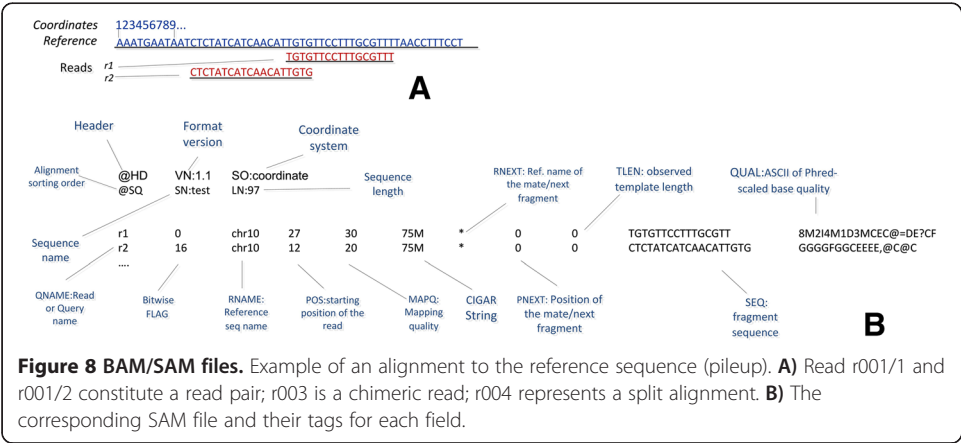 Coordinates 123456789...
Reference AAATGAATAATCTCTATCATCAACATTGTGTTCCTTTGCGTTTTAACCTTTCCT
Reads r1 TGTGTTCCTTTGCGTTT
r2 CTCTATCATCAACATTGTG
A
Header
Format version
Coordinate system
Alignment sorting order
@HD VN:1.1 SO:coordinate
@SQ SN:test LN:97
Sequence length
RNEXT: Ref. name of the mate/next fragment
TLEN: observed template length
QUAL:ASCII of Phred-scaled base quality
Sequence name
r1 0 chr10 27 30 75M * 0 0 TGTGTTCCTTTGCGTT 8M2I4M1D3MCEC@=DE?CF
r2 16 chr10 12 20 75M * 0 0 CTCTATCATCAACATTGTG GGGGFGGCEEEE,@C@C
....
QNAME:Read or Query name
Bitwise FLAG
RNAME: Reference seq name
POS:starting position of the read
MAPQ: Mapping quality
CIGAR String
PNEXT: Position of the mate/next fragment
SEQ: fragment sequence
B
Figure 8 BAM/SAM files. Example of an alignment to the reference sequence (pileup). A) Read r001/1 and
r001/2 constitute a read pair; r003 is a chimeric read; r004 represents a split alignment. B) The
corresponding SAM file and their tags for each field.